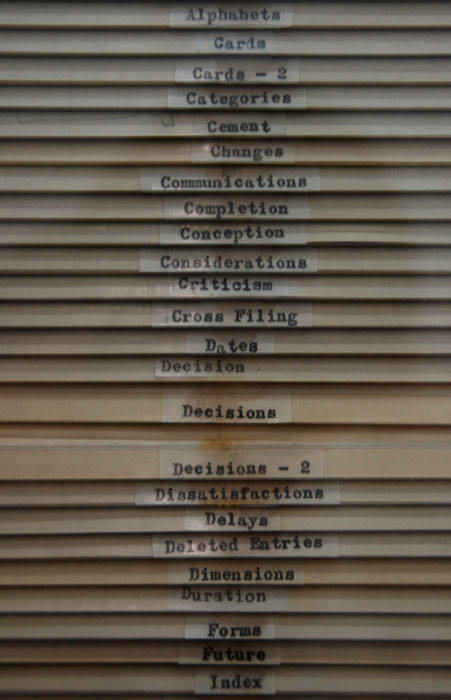 Alphabets
Cards
Cards - 2
Categories
Cement
Changes
Communications
Completion
Conception
Considerations
Criticism
Cross Filing
Dates
Decision
Decisions
Decisions - 2
Dissatisfactions
Delays
Deleted Entries
Dimensions
Duration
Forms
Future
Index